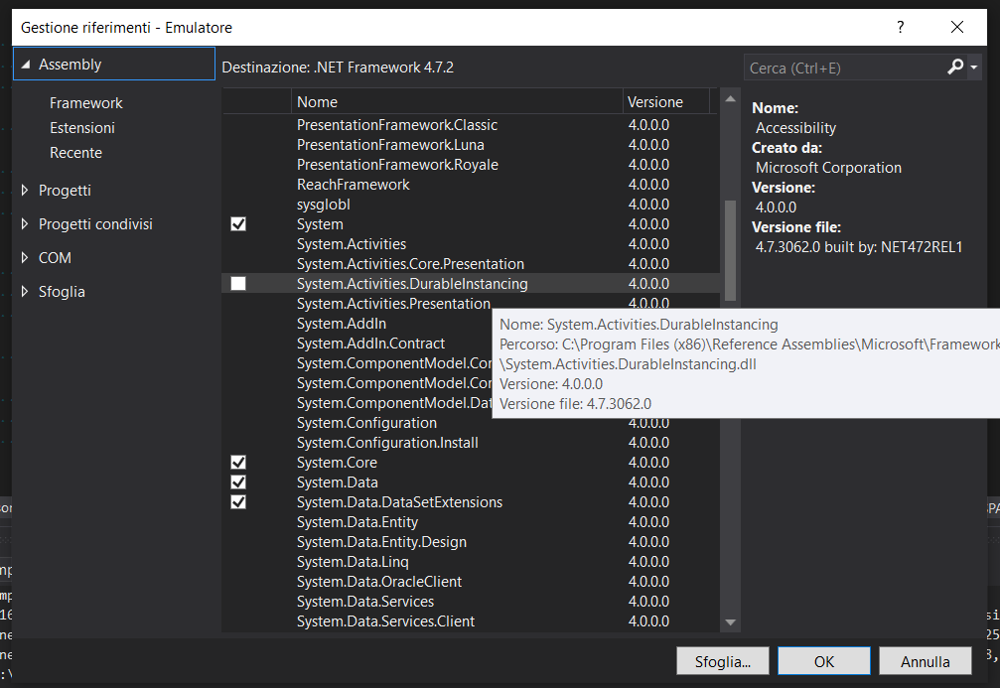 Gestione riferimenti - Emulatore
?
Assembly
Framework
Estensioni
Recente
Progetti
Progetti condivisi
COM
Sfoglia
Destinazione: .NET Framework 4.7.2
Cerca (Ctrl+E)
Nome Versione
PresentationFramework.Classic 4.0.0.0
PresentationFramework.Luna 4.0.0.0
PresentationFramework.Royale 4.0.0.0
ReachFramework 4.0.0.0
sysglobl 4.0.0.0
System 4.0.0.0
System.Activities 4.0.0.0
System.Activities.Core.Presentation 4.0.0.0
System.Activities.DurableInstancing 4.0.0.0
System.Activities.Presentation 4.0.0.0
System.AddIn
System.AddIn.Contract
System.ComponentModel.Cor
System.ComponentModel.Cor
System.ComponentModel.Dat
System.Configuration 4.0.0.0
System.Configuration.Install 4.0.0.0
System.Core 4.0.0.0
System.Data 4.0.0.0
System.Data.DataSetExtensions 4.0.0.0
System.Data.Entity 4.0.0.0
System.Data.Entity.Design 4.0.0.0
System.Data.Linq 4.0.0.0
System.Data.OracleClient 4.0.0.0
System.Data.Services 4.0.0.0
System.Data.Services.Client 4.0.0.0
Nome: System.Activities.DurableInstancing
Percorso: C:\Program Files (x86)\Reference Assemblies\Microsoft\Framework
\System.Activities.DurableInstancing.dll
Versione: 4.0.0.0
Versione file: 4.7.3062.0
Nome:
Accessibility
Creato da:
Microsoft Corporation
Versione:
4.0.0.0
Versione file:
4.7.3062.0 built by: NET472REL1
Sfoglia... OK Annulla